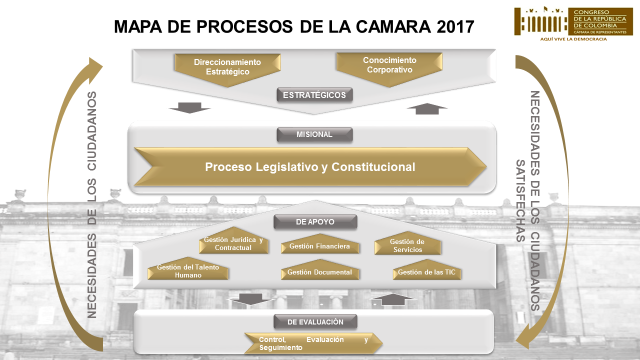 MAPA DE PROCESOS DE LA CAMARA 2017
CONGRESO
DE LA REPÚBLICA
DE COLOMBIA
CÁMARA DE REPRESENTANTES
AQUÍ VIVE LA DEMOCRACIA
Direccionamiento
Estratégico
Conocimiento
Corporativo
ESTRATÉGICOS
MISIONAL
Proceso Legislativo y Constitucional
DE APOYO
Gestión Jurídica y
Contractual
Gestión Financiera
Gestión de
Servicios
Gestión del Talento
Humano
Gestión Documental
Gestión de las TIC
DE EVALUACIÓN
Control, Evaluación y
Seguimiento
NECESIDADES DE LOS CIUDADANOS
NECESIDADES DE LOS CIUDADANOS
SATISFECHAS